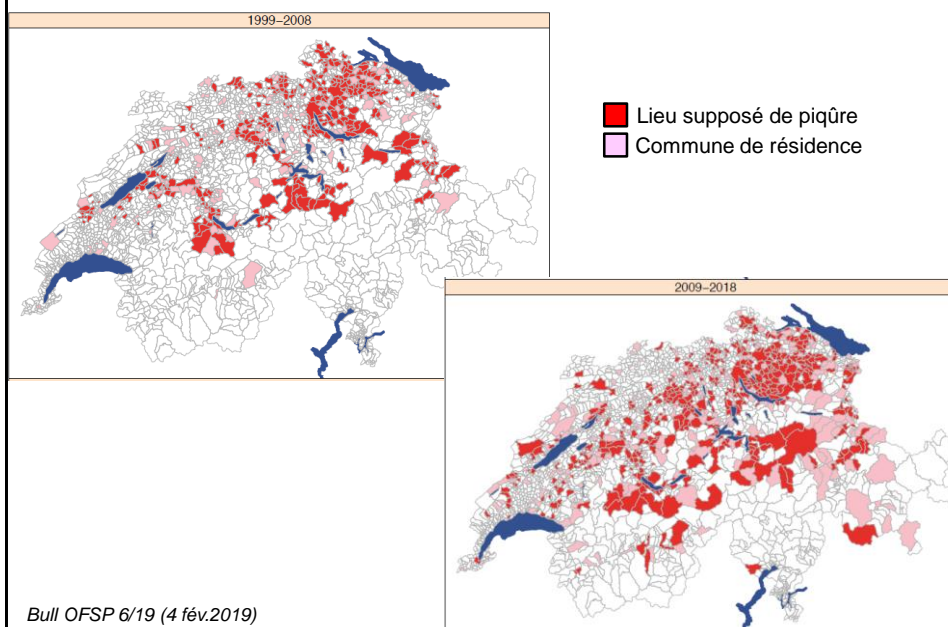 1999–2008
Lieu supposé de piqûre
Commune de résidence
2009–2018
Bull OFSP 6/19 (4 fév.2019)